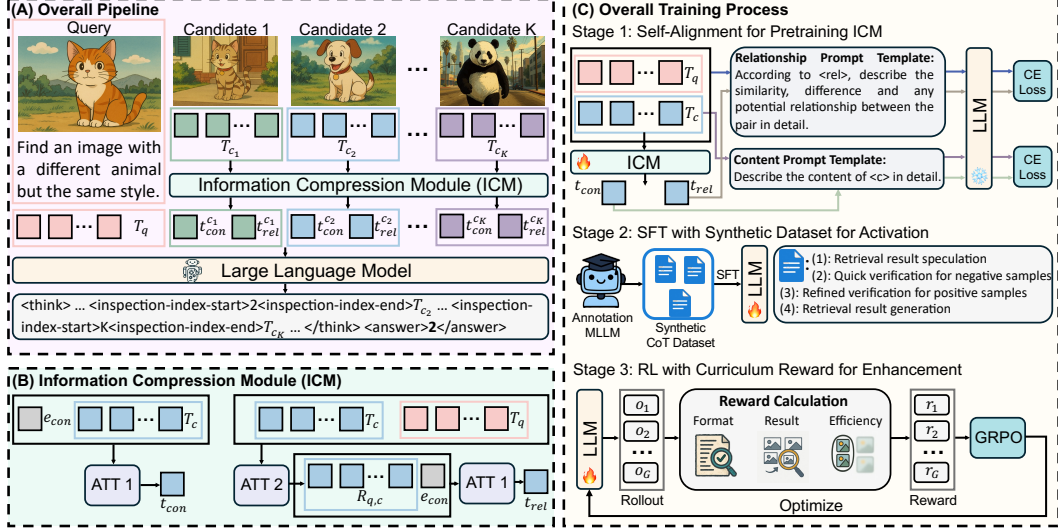 (A) Overall Pipeline
Query
Candidate 1
Candidate 2
Candidate K
...
Find an image with
a different animal
but the same style.
... T_{c_1}
... T_{c_2}
...
... T_{c_K}
Information Compression Module (ICM)
... T_q
t_{con}^{c_1} t_{rel}^{c_1}
t_{con}^{c_2} t_{rel}^{c_2}
...
t_{con}^{c_K} t_{rel}^{c_K}
Large Language Model
<think> ... <inspection-index-start>2<inspection-index-end>T_{c_2} ... <inspection-
index-start>K<inspection-index-end>T_{c_K} ... </think> <answer>2</answer>
(B) Information Compression Module (ICM)
e_{con} ... T_c
... T_c ... T_q
ATT 1
t_{con}
ATT 2
... R_{q,c} e_{con}
ATT 1
t_{rel}
(C) Overall Training Process
Stage 1: Self-Alignment for Pretraining ICM
... T_q
... T_c
ICM
t_{con} t_{rel}
Relationship Prompt Template:
According to <rel>, describe the
similarity, difference and any
potential relationship between the
pair in detail.
Content Prompt Template:
Describe the content of <c> in detail.
LLM
CE
Loss
CE
Loss
Stage 2: SFT with Synthetic Dataset for Activation
Annotation
MLLM
Synthetic
CoT Dataset
SFT
LLM
: (1): Retrieval result speculation
(2): Quick verification for negative samples
(3): Refined verification for positive samples
(4): Retrieval result generation
Stage 3: RL with Curriculum Reward for Enhancement
LLM
o_1
o_2
...
o_G
Rollout
Reward Calculation
Format Result Efficiency
r_1
r_2
...
r_G
Reward
GRPO
Optimize